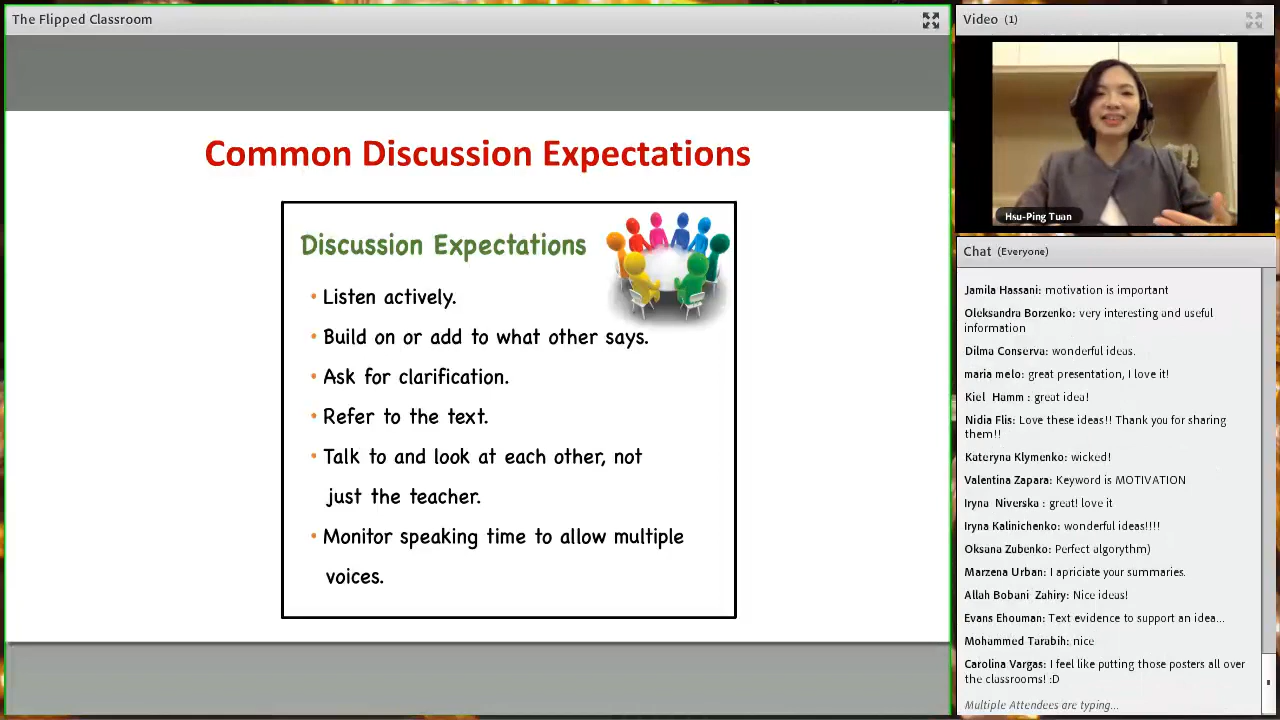 The Flipped Classroom
Common Discussion Expectations
Discussion Expectations
• Listen actively.
• Build on or add to what other says.
• Ask for clarification.
• Refer to the text.
• Talk to and look at each other, not
just the teacher.
• Monitor speaking time to allow multiple
voices.
Video (1)
Hsu-Ping Tuan
Chat (Everyone)
Jamila Hassani: motivation is important
Oleksandra Borzenko: very interesting and useful
information
Dilma Conserva: wonderful ideas.
maria melo: great presentation, I love it!
Kiel Hamm : great idea!
Nidia Flis: Love these ideas!! Thank you for sharing
them!!
Kateryna Klymenko: wicked!
Valentina Zapara: Keyword is MOTIVATION
Iryna Niverska : great! love it
Iryna Kalinichenko: wonderful ideas!!!!
Oksana Zubenko: Perfect algorythm)
Marzena Urban: I apriciate your summaries.
Allah Bobani Zahiry: Nice ideas!
Evans Ehouman: Text evidence to support an idea...
Mohammed Tarabih: nice
Carolina Vargas: I feel like putting those posters all over
the classrooms! :D
Multiple Attendees are typing...